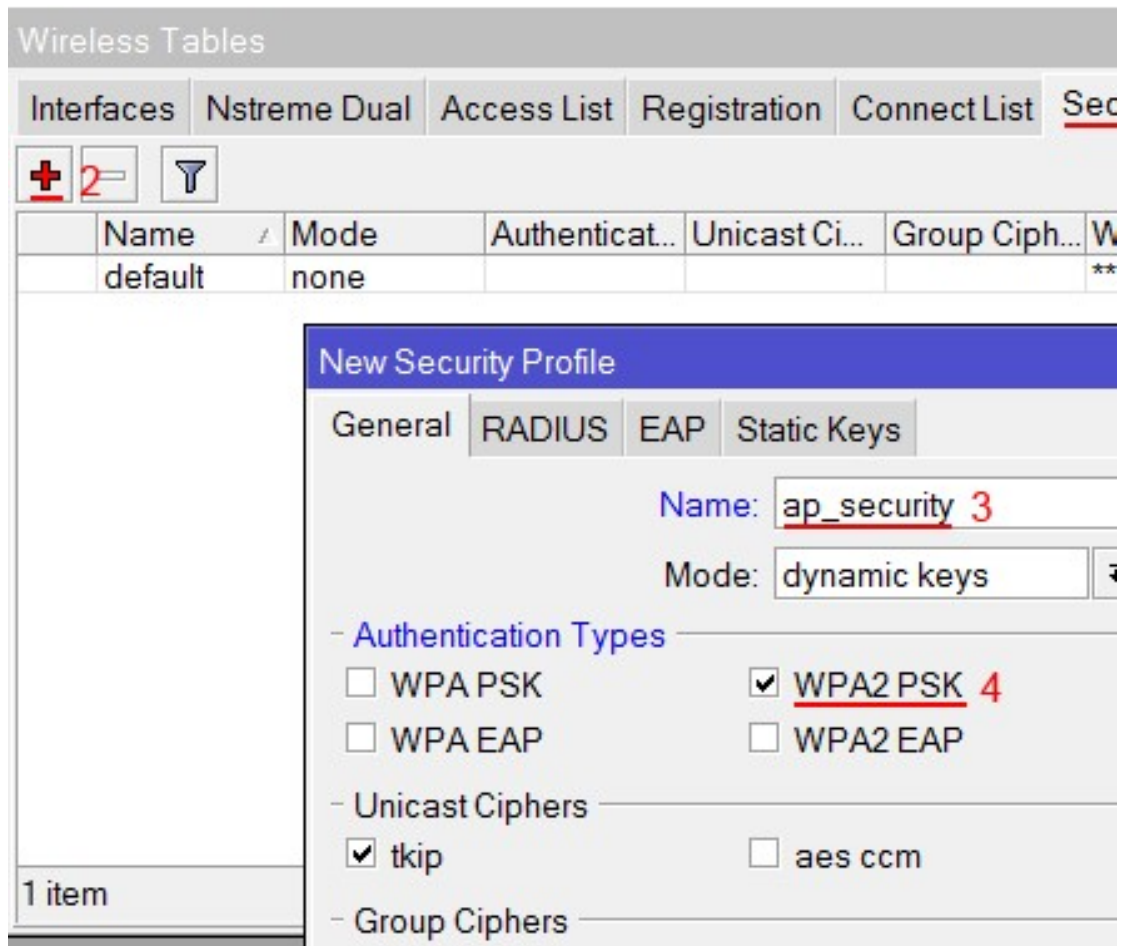 Wireless Tables
Interfaces Nstreme Dual Access List Registration Connect List Sec
2
Name Mode Authenticat... Unicast Ci... Group Ciph... W
default none **
New Security Profile
General RADIUS EAP Static Keys
Name: ap_security 3
Mode: dynamic keys
Authentication Types
WPA PSK WPA2 PSK 4
WPA EAP WPA2 EAP
Unicast Ciphers
tkip aes ccm
1 item
Group Ciphers